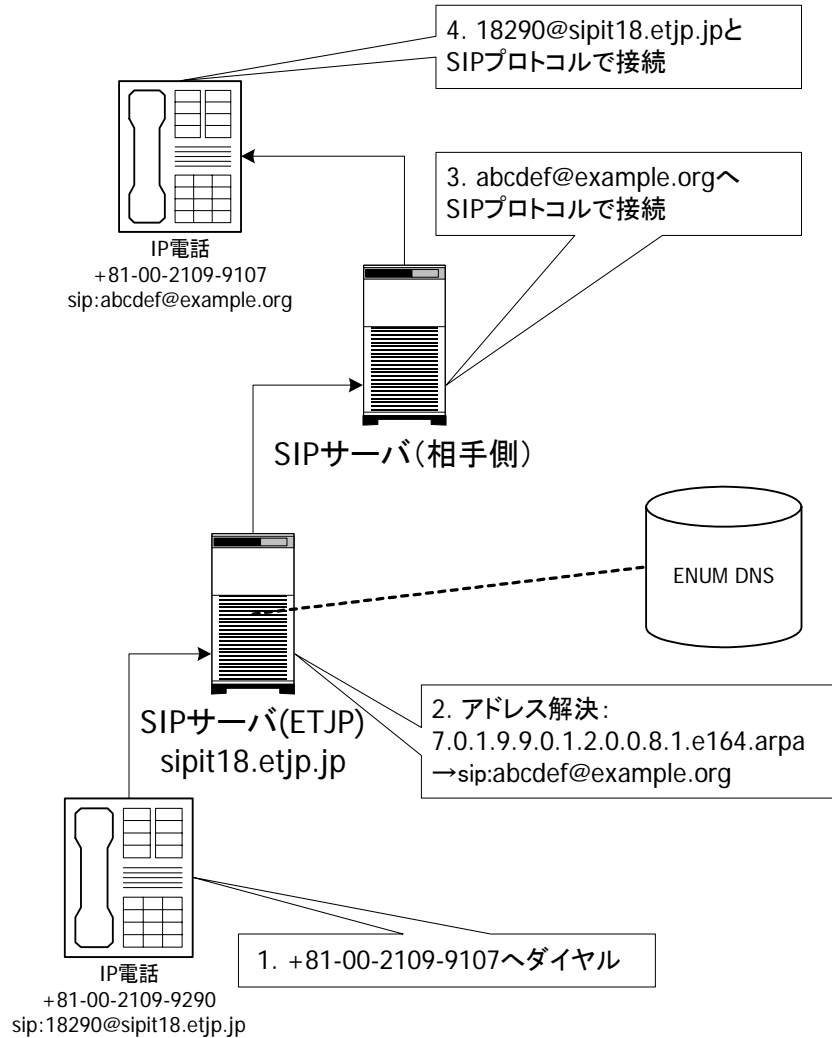 4. 18290@sipit18.etjp.jpと
SIPプロトコルで接続
3. abcdef@example.orgへ
SIPプロトコルで接続
IP電話
+81-00-2109-9107
sip:abcdef@example.org
SIPサーバ(相手側)
ENUM DNS
SIPサーバ(ETJP)
sipit18.etjp.jp
2. アドレス解決:
7.0.1.9.9.0.1.2.0.0.8.1.e164.arpa
→sip:abcdef@example.org
1. +81-00-2109-9107へダイヤル
IP電話
+81-00-2109-9290
sip:18290@sipit18.etjp.jp